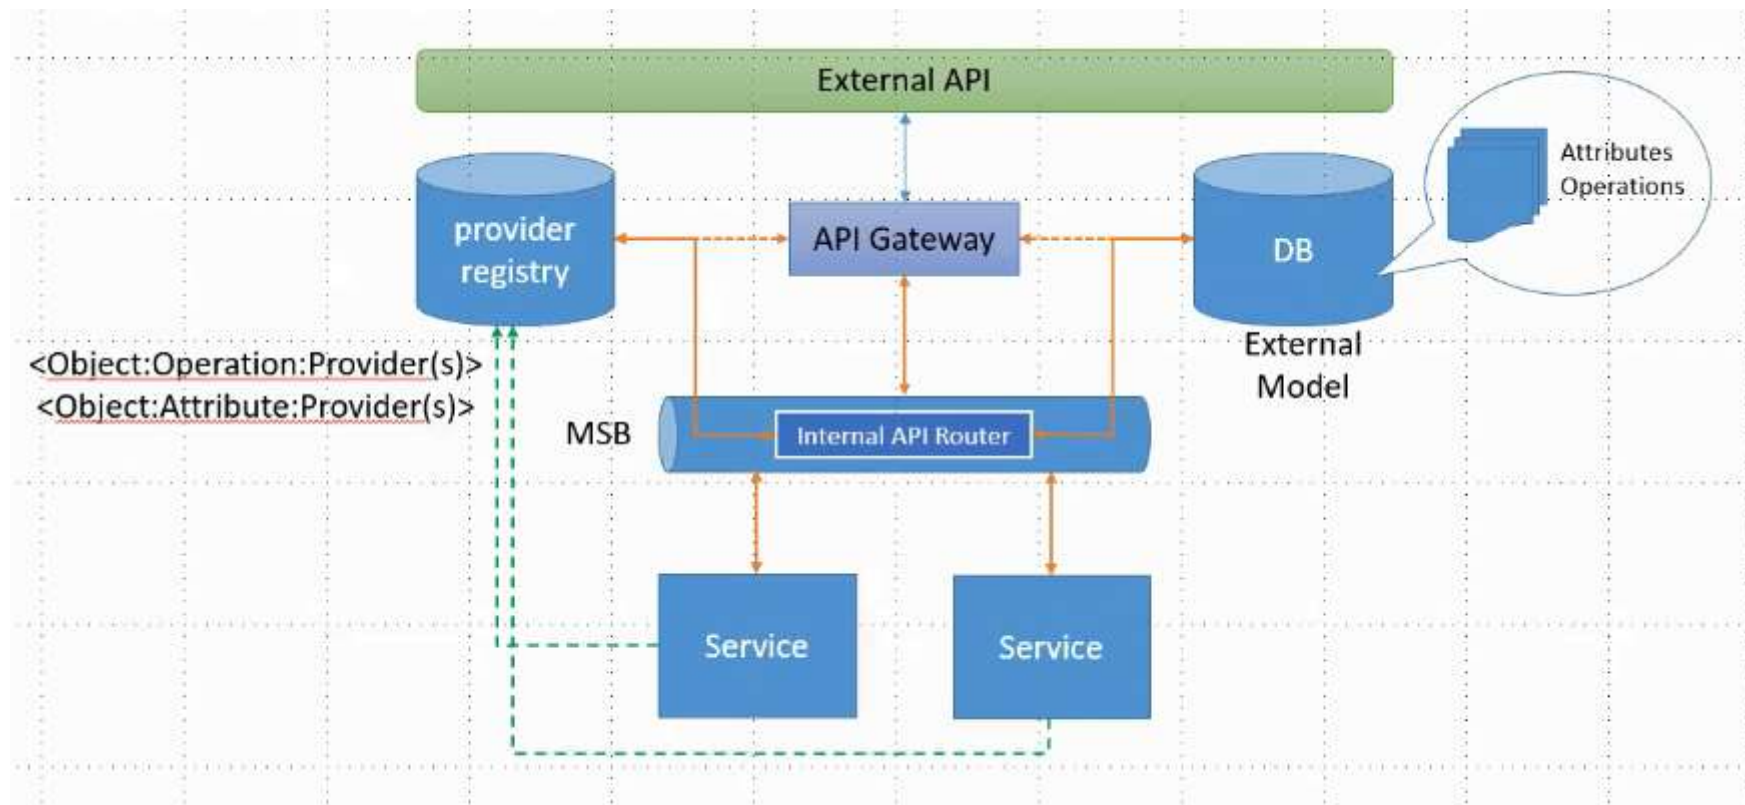 External API
Attributes
Operations
provider
registry
API Gateway
DB
<Object:Operation:Provider(s)>
<Object:Attribute:Provider(s)>
External
Model
MSB
Internal API Router
Service
Service